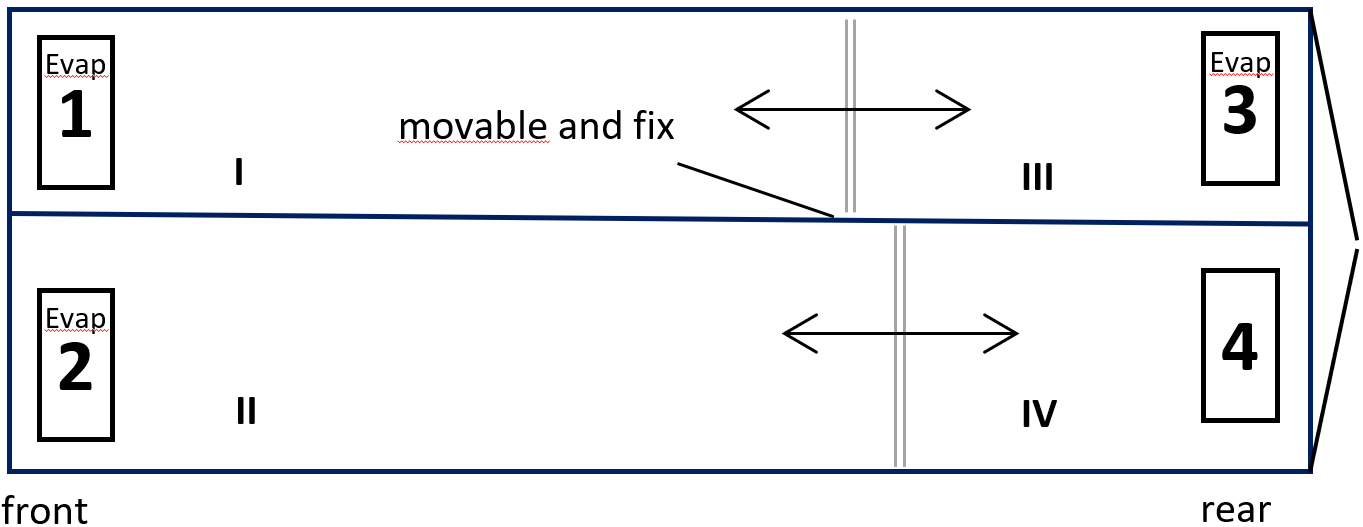 Evap
1
movable and fix
I
Evap
3
III
Evap
2
II
4
IV
front
rear